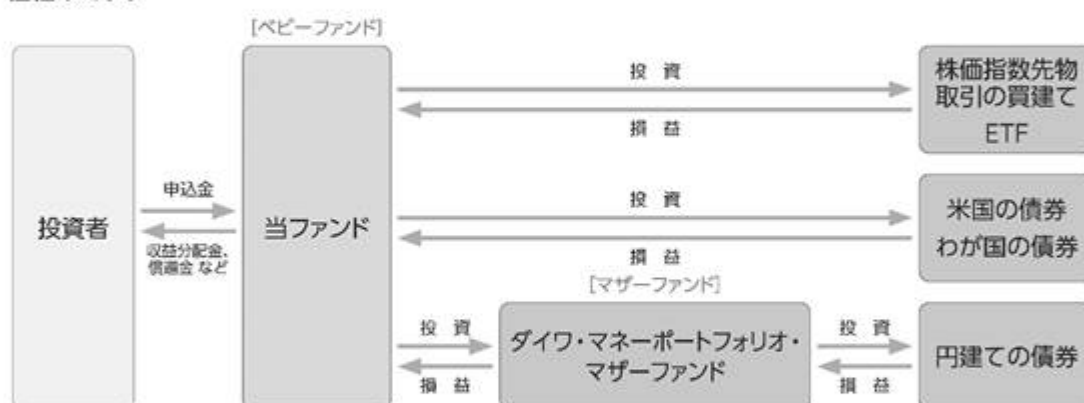 [ベビーファンド]
投資者
申込金
収益分配金、
償還金 など
当ファンド
投 資
損 益
株価指数先物
取引の買建て
ETF
投 資
損 益
米国の債券
わが国の債券
[マザーファンド]
投 資
損 益
ダイワ・マネーポートフォリオ・
マザーファンド
投 資
損 益
円建ての債券